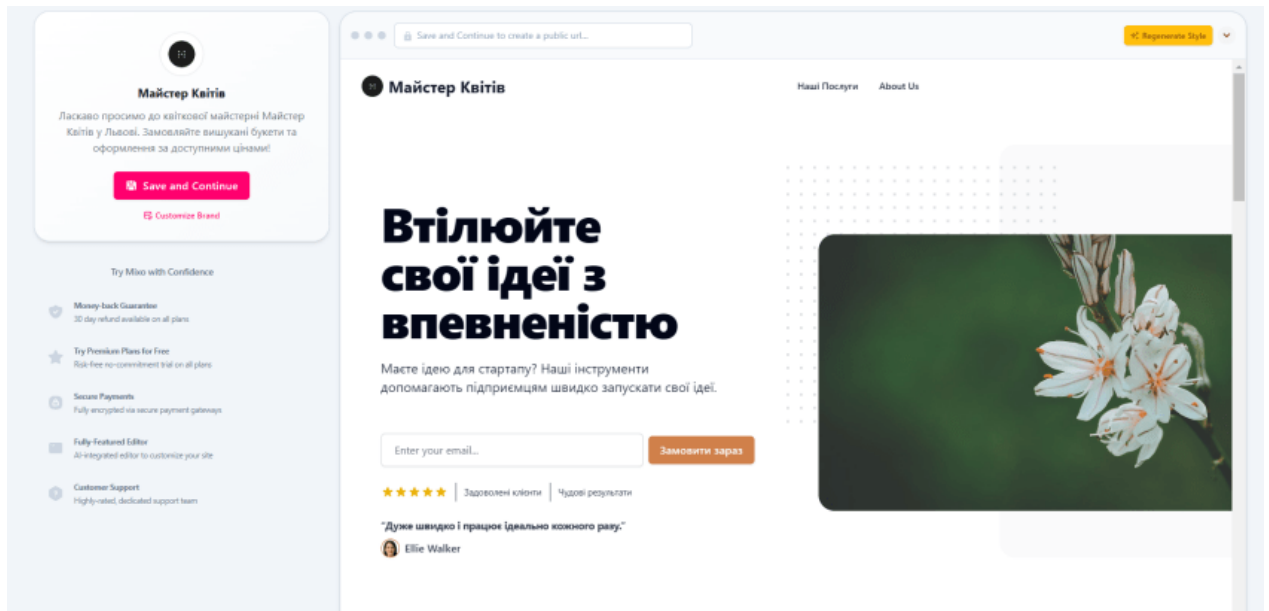 Майстер Квітів
Ласкаво просимо до квіткової майстерні Майстер
Квітів у Львові. Замовляйте вишукані букети та
оформлення за доступними цінами!
Save and Continue
Customize Brand
Try Mixo with Confidence
Money-back Guarantee
30 day refund available on all plans
Try Premium Plans for Free
Risk-free no-commitment trial on all plans
Secure Payments
Fully encrypted via secure payment gateways
Fully-Featured Editor
AI-integrated editor to customize your site
Customer Support
Highly-rated, dedicated support team
Save and Continue to create a public url...
Regenerate Style
Майстер Квітів
Наші Послуги About Us
Втілюйте
свої ідеї з
впевненістю
Маєте ідею для стартапу? Наші інструменти
допомагають підприємцям швидко запускати свої ідеї.
Enter your email...
Замовити зараз
Задоволені клієнти
Чудові результати
"Дуже швидко і працює ідеально кожного разу."
Ellie Walker